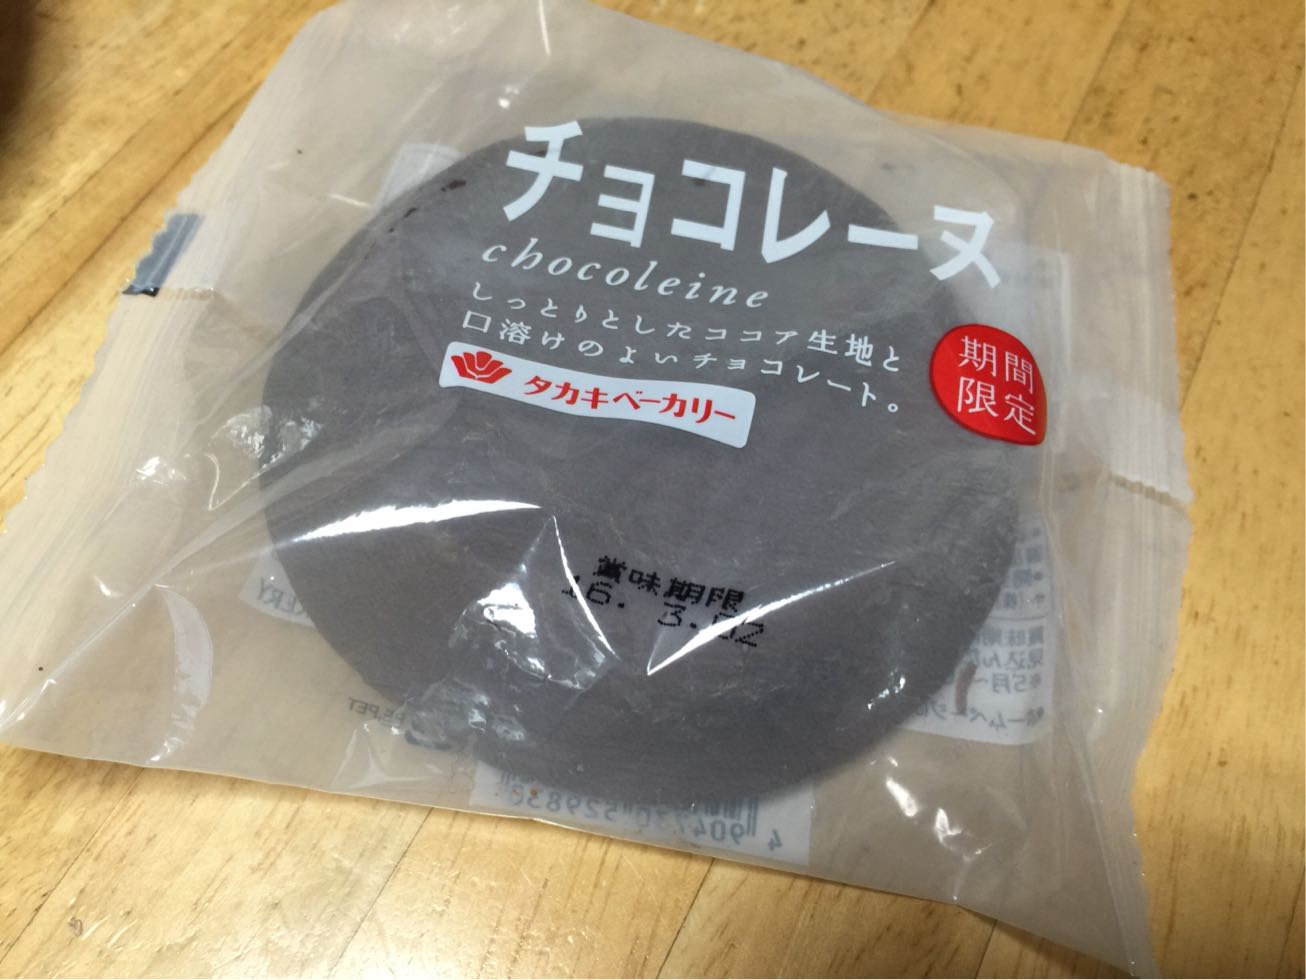 チョコレーヌ
chocoleine
しっとりとしたココア生地と
口溶けのよいチョコレート。
タカキベーカリー
期間
限定
賞味期限
16. 3.02